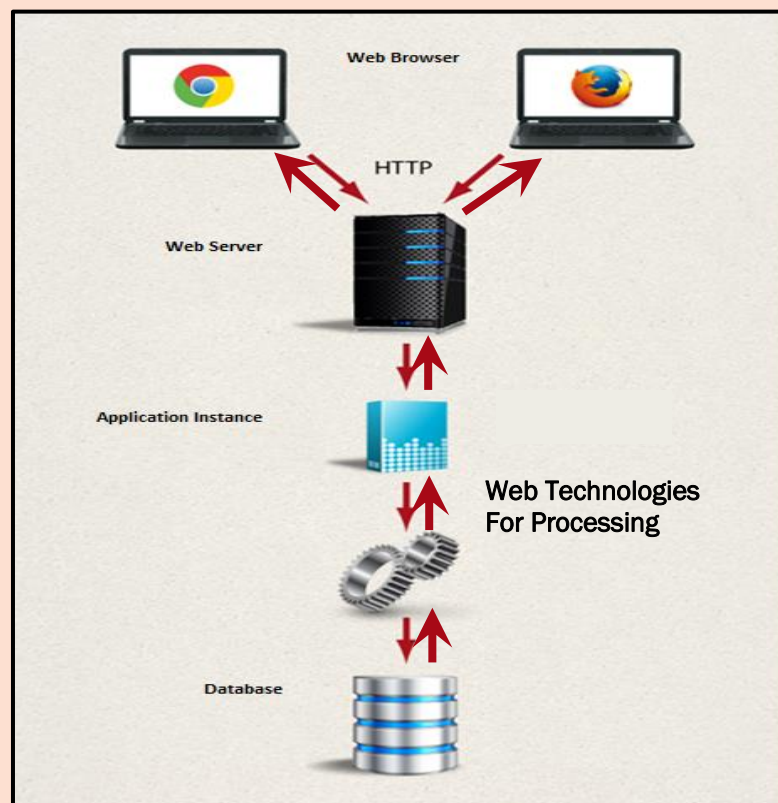 Web Browser
HTTP
Web Server
Application Instance
Web Technologies
For Processing
Database